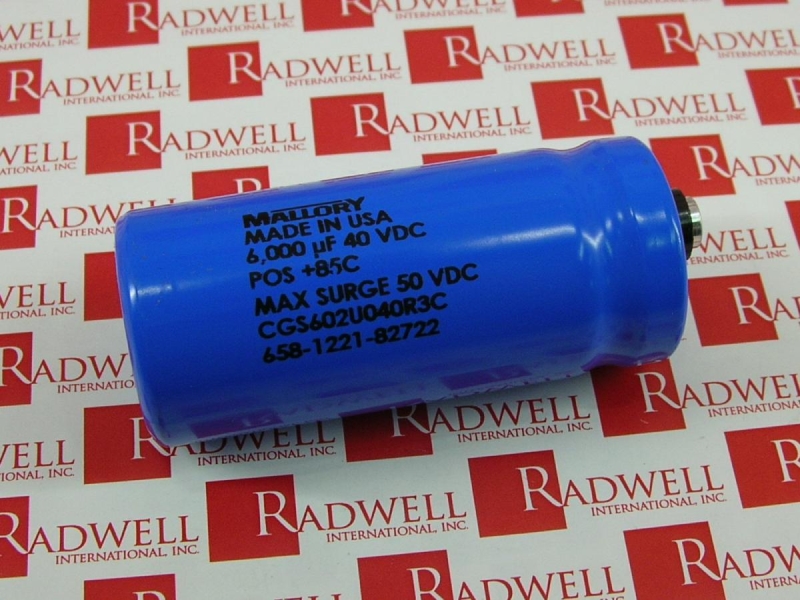 MALLORY
MADE IN USA
6,000 µF 40 VDC
POS +85C
MAX SURGE 50 VDC
CGS602U040R3C
658-1221-82722
RADWELL
INTERNATIONAL, INC.